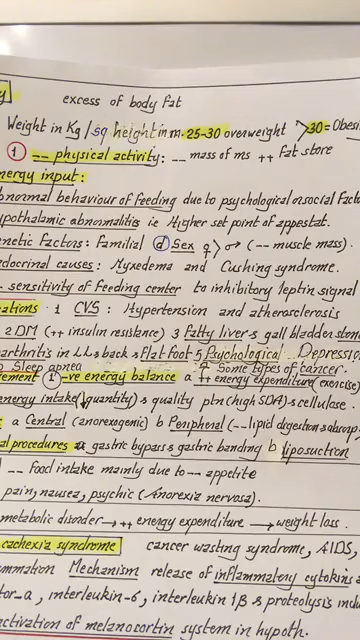 y
excess of body fat
Weight in Kg / sq height in m. 25-30 overweight >30 = Obesi
① -- physical activity: -- mass of ms ++ fat store
nergy input:
bnormal behaviour of feeding due to psychological or social facto
ypothalamic abnormalities ie Higher set point of appestat.
netic factors: Familial ⓓ Sex ♀ > ♂ (-- muscle mass).
ndocrinal causes: Myxedema and Cushing syndrome.
- sensitivity of feeding center to inhibitory leptin signal
ations · 1 CVS: Hypertension and atherosclerosis
2 DM (++ insulin resistance) 3 Fatty liver & gall bladder stone
arthritis in LLs & back & flat foot 5 Psychological Depressio
Sleep apnea Some types of cancer.
ement ① -ve energy balance a ++ energy expenditure (exercise)
energy intake (↓quantity) & quality ptn (high SDA) & cellulose.
: a Central (anorexogenic) b Peripheral (-- lipid digestion & absorp
al procedures a gastric bypass & gastric banding b liposuction
-- food intake mainly due to -- appetite
pain, nausea, psychic (Anorexia nervosa).
metabolic disorder → ++ energy expenditure → weight loss.
cachexia syndrome cancer wasting syndrome, AIDS,
mmation Mechanism release of inflammatory cytokins a
tor_a, interleukin-6, interleukin 1β & proteolysis indu
activation of melanocortin system in hypoth.